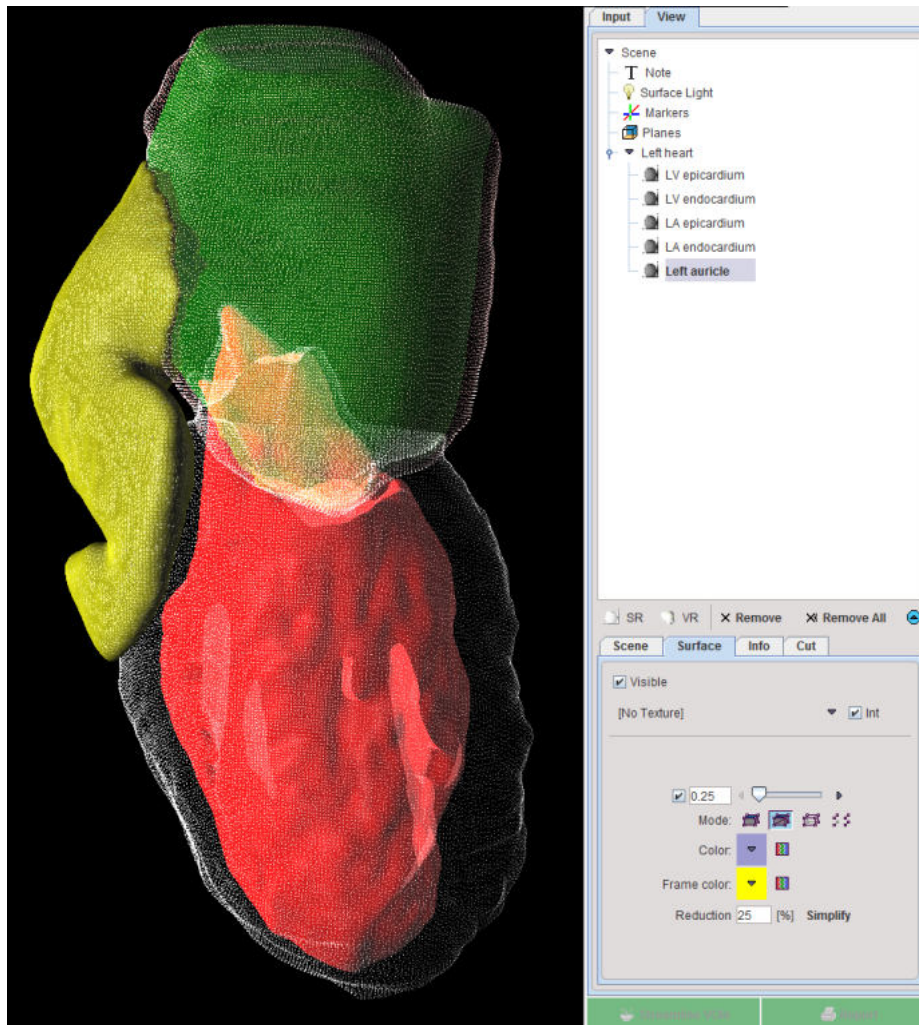 Input View
Scene
Note
Surface Light
Markers
Planes
Left heart
LV epicardium
LV endocardium
LA epicardium
LA endocardium
Left auricle
SR VR Remove Remove All
Scene Surface Info Cut
Visible
[No Texture] Int
0.25
Mode:
Color:
Frame color:
Reduction 25 [%] Simplify